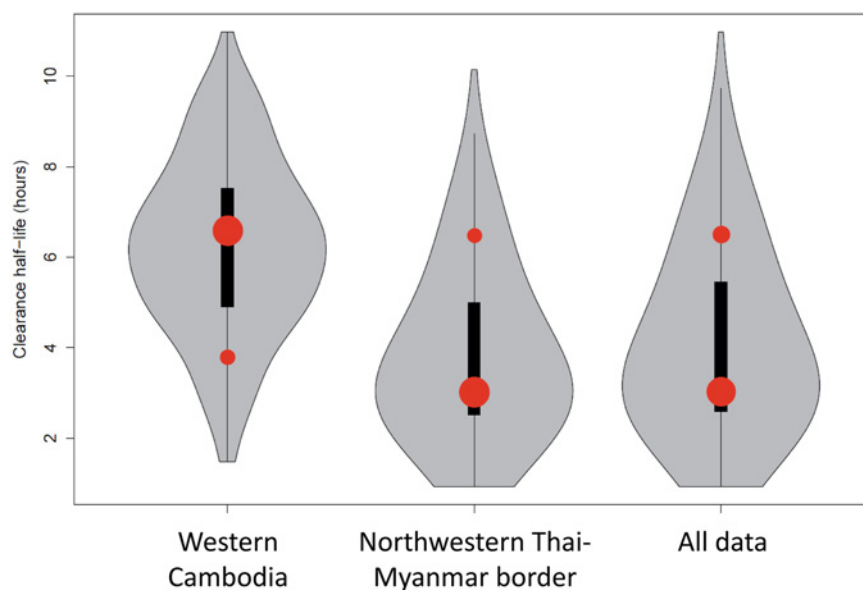 Clearance half−life (hours)
10
8
6
4
2
Western
Cambodia
Northwestern Thai-
Myanmar border
All data